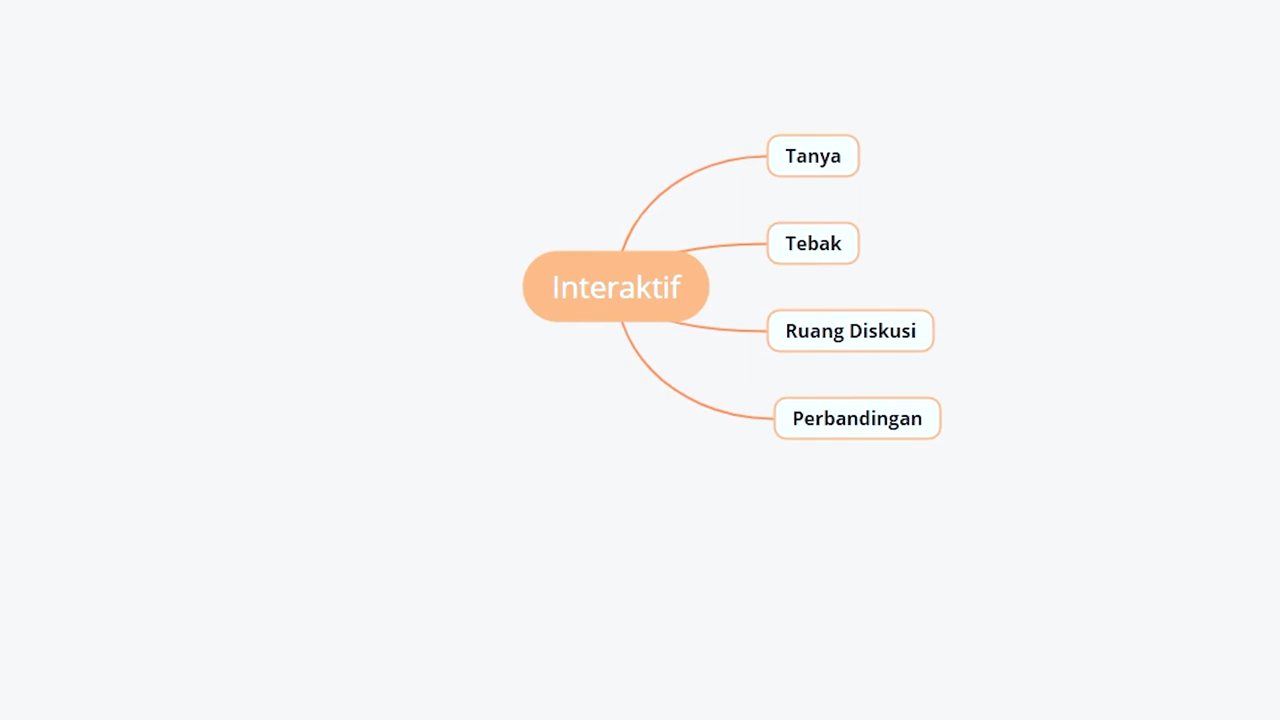 Tanya
Tebak
Interaktif
Ruang Diskusi
Perbandingan